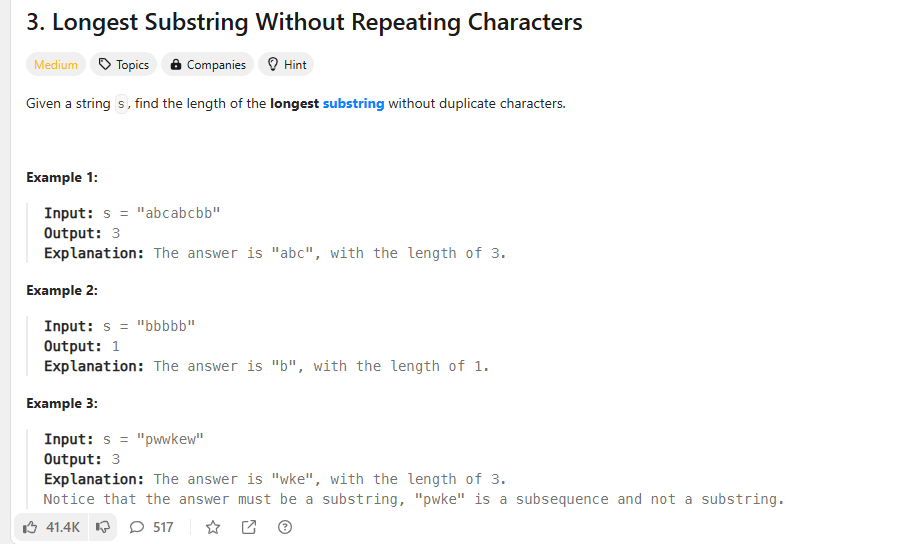 3. Longest Substring Without Repeating Characters
Medium Topics Companies Hint
Given a string s, find the length of the longest substring without duplicate characters.
Example 1:
Input: s = "abcabcbb"
Output: 3
Explanation: The answer is "abc", with the length of 3.
Example 2:
Input: s = "bbbbb"
Output: 1
Explanation: The answer is "b", with the length of 1.
Example 3:
Input: s = "pwwkew"
Output: 3
Explanation: The answer is "wke", with the length of 3.
Notice that the answer must be a substring, "pwke" is a subsequence and not a substring.
41.4K 517